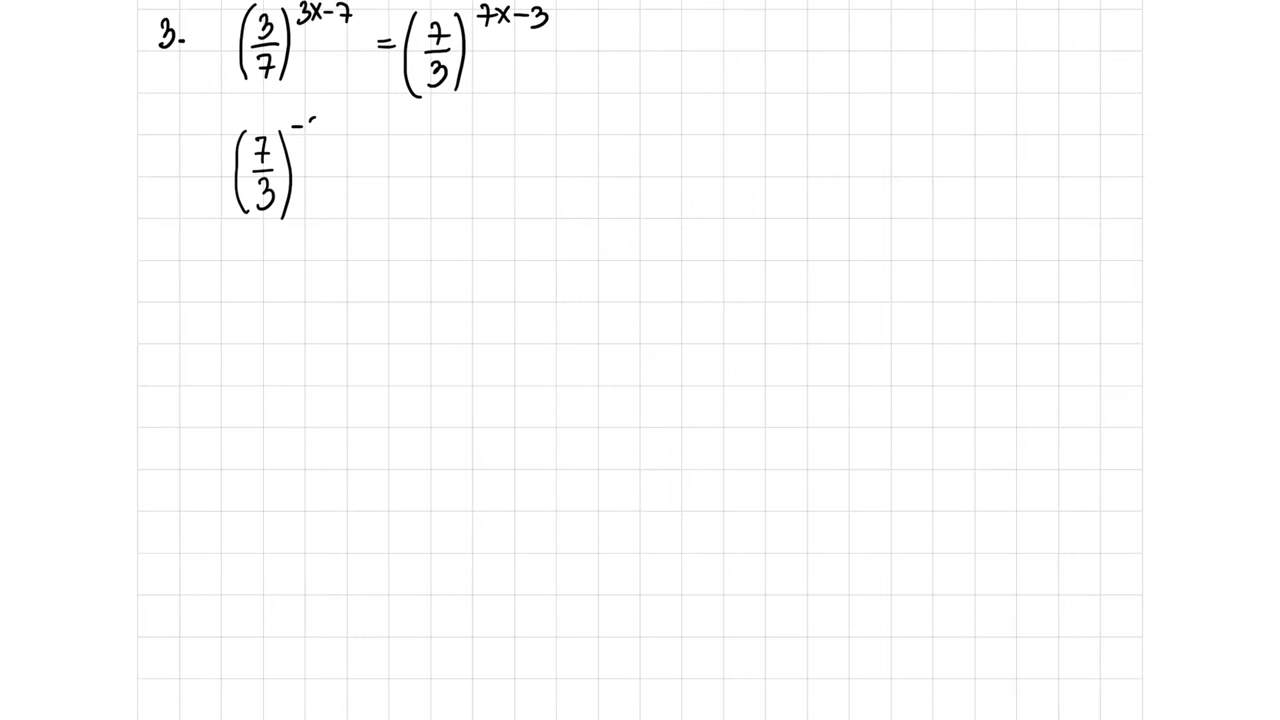 3. (3/7)^(3x-7) = (7/3)^(7x-3)
(7/3)^-